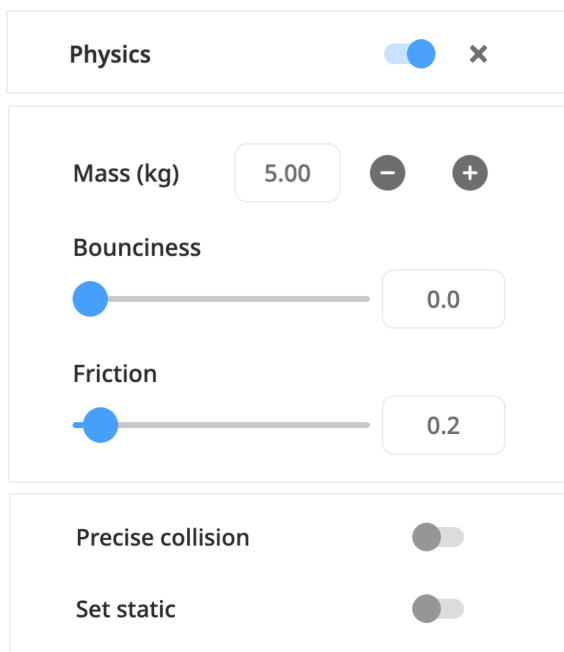 Physics
Mass (kg) 5.00
Bounciness
0.0
Friction
0.2
Precise collision
Set static